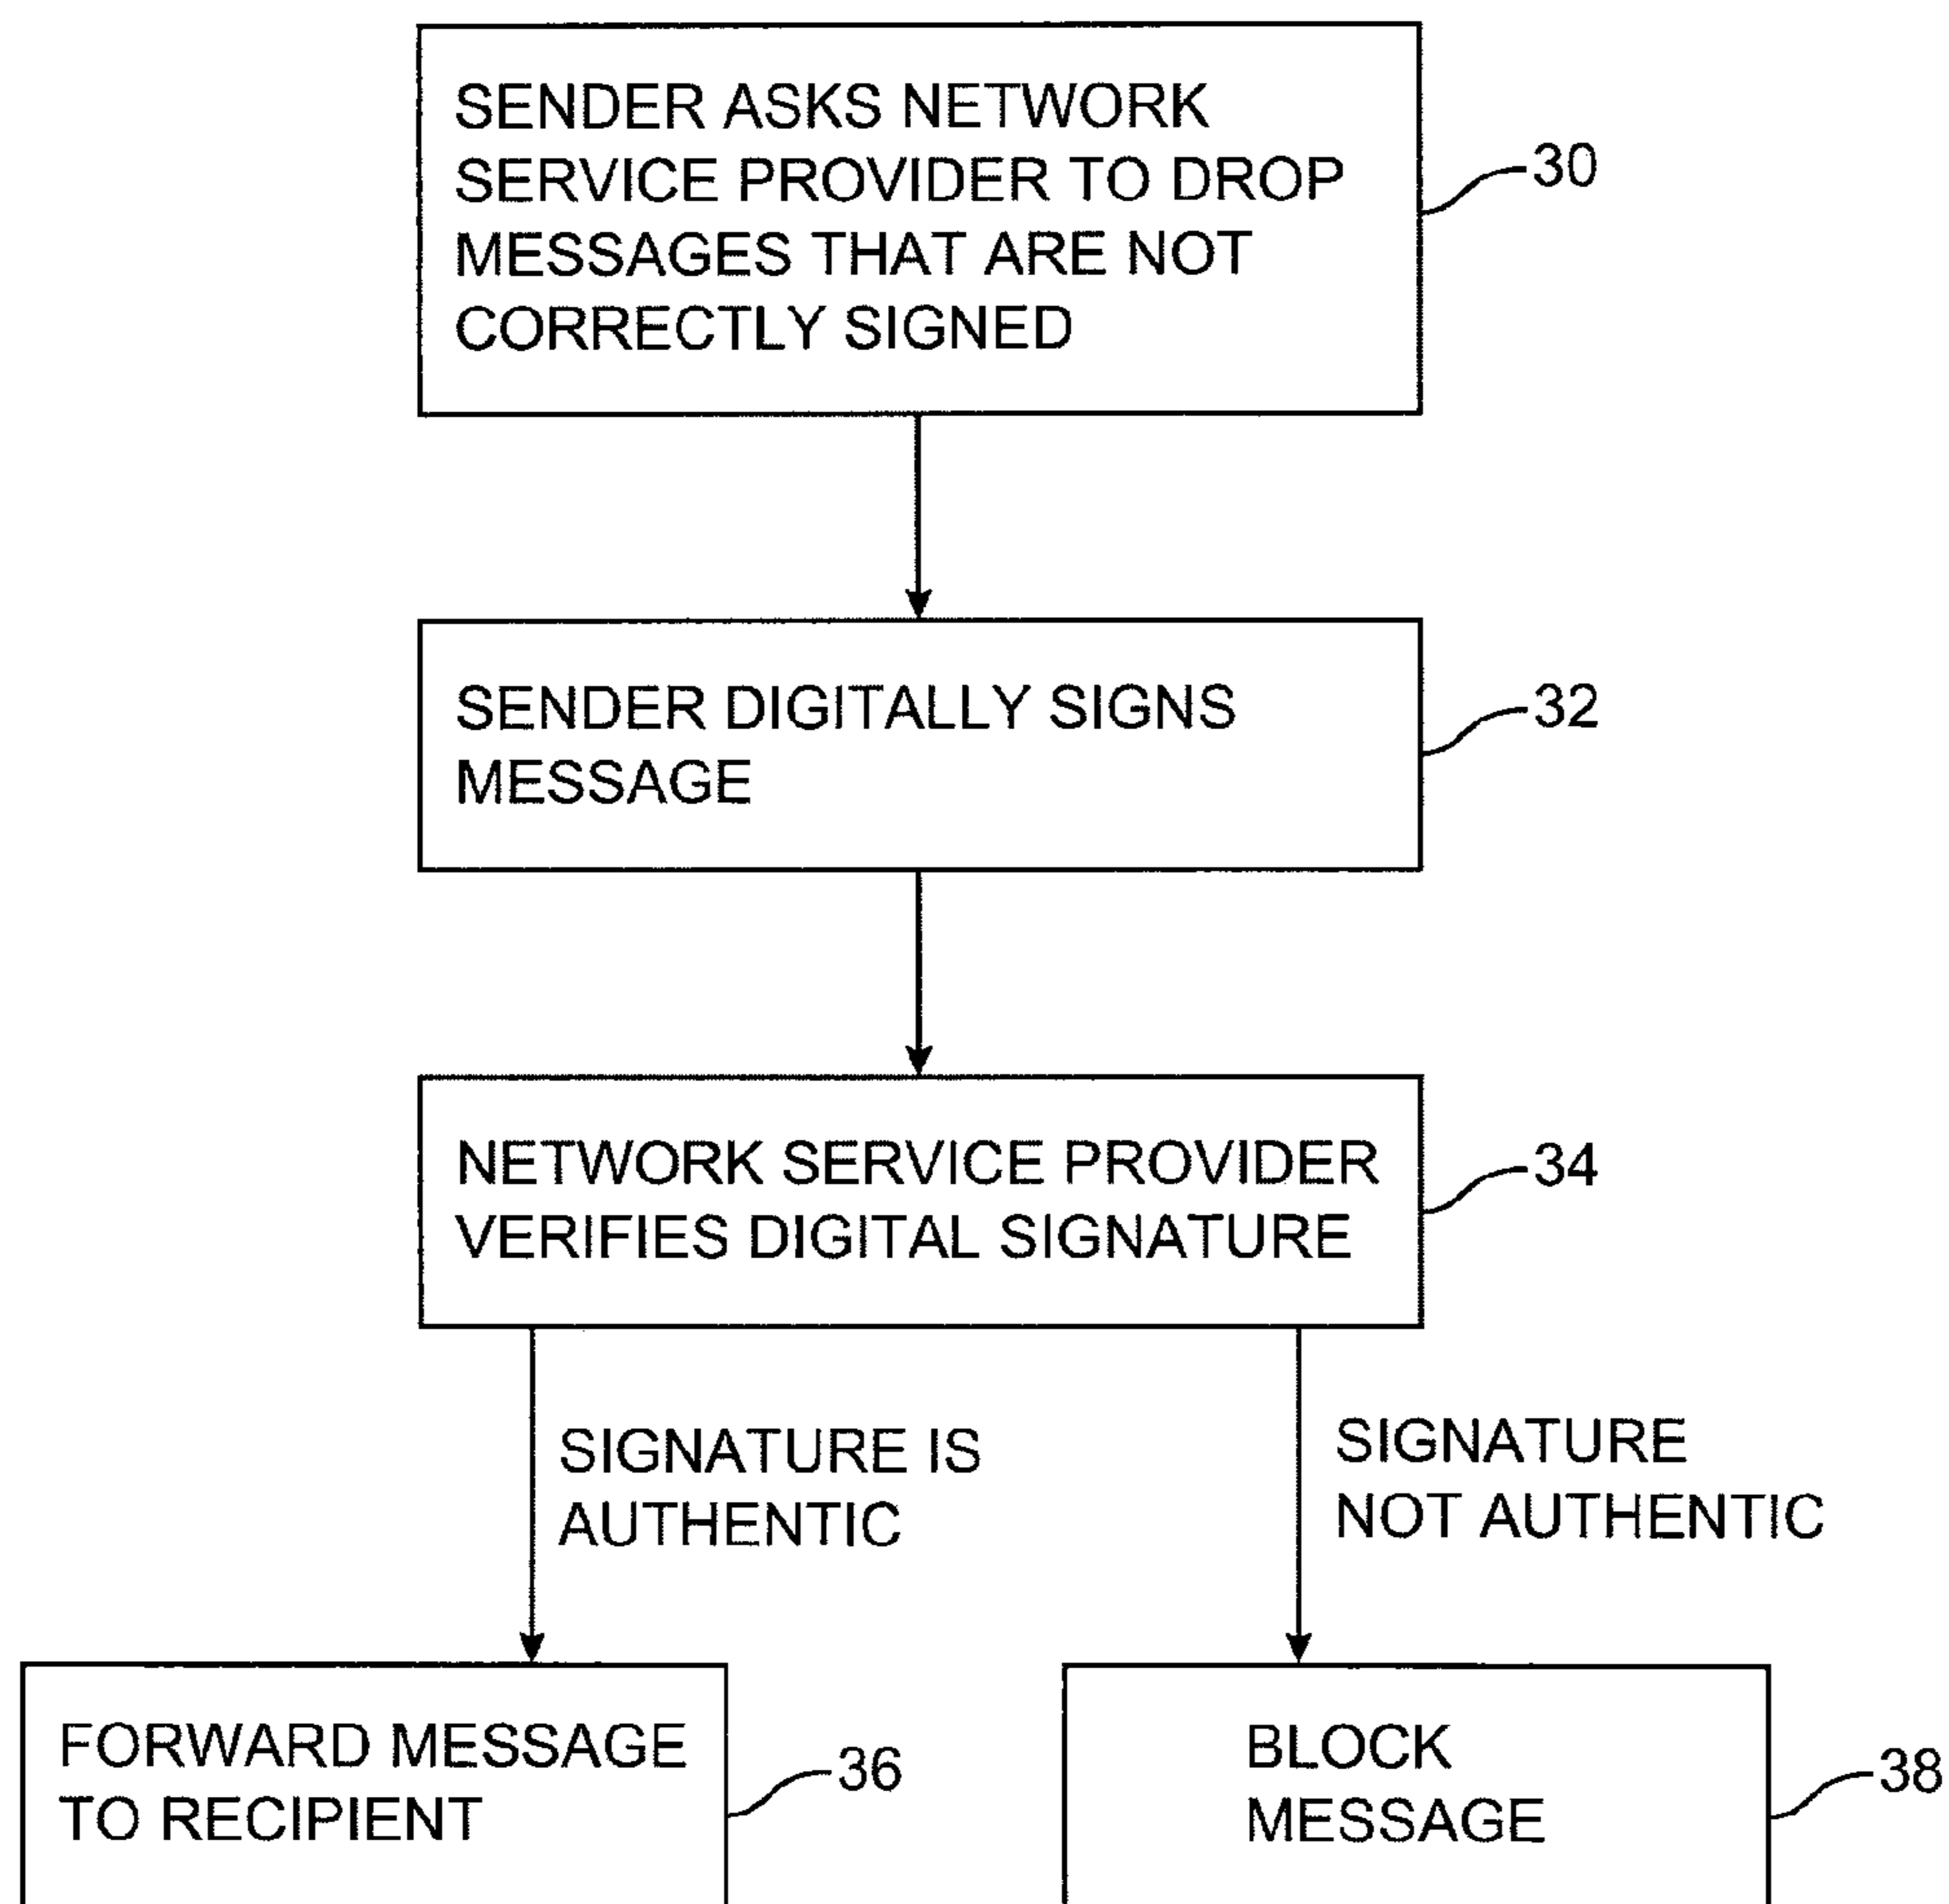 SENDER ASKS NETWORK
SERVICE PROVIDER TO DROP
MESSAGES THAT ARE NOT
CORRECTLY SIGNED
30
SENDER DIGITALLY SIGNS
MESSAGE
32
NETWORK SERVICE PROVIDER
VERIFIES DIGITAL SIGNATURE
34
SIGNATURE IS
AUTHENTIC
SIGNATURE
NOT AUTHENTIC
FORWARD MESSAGE
TO RECIPIENT
36
BLOCK
MESSAGE
38